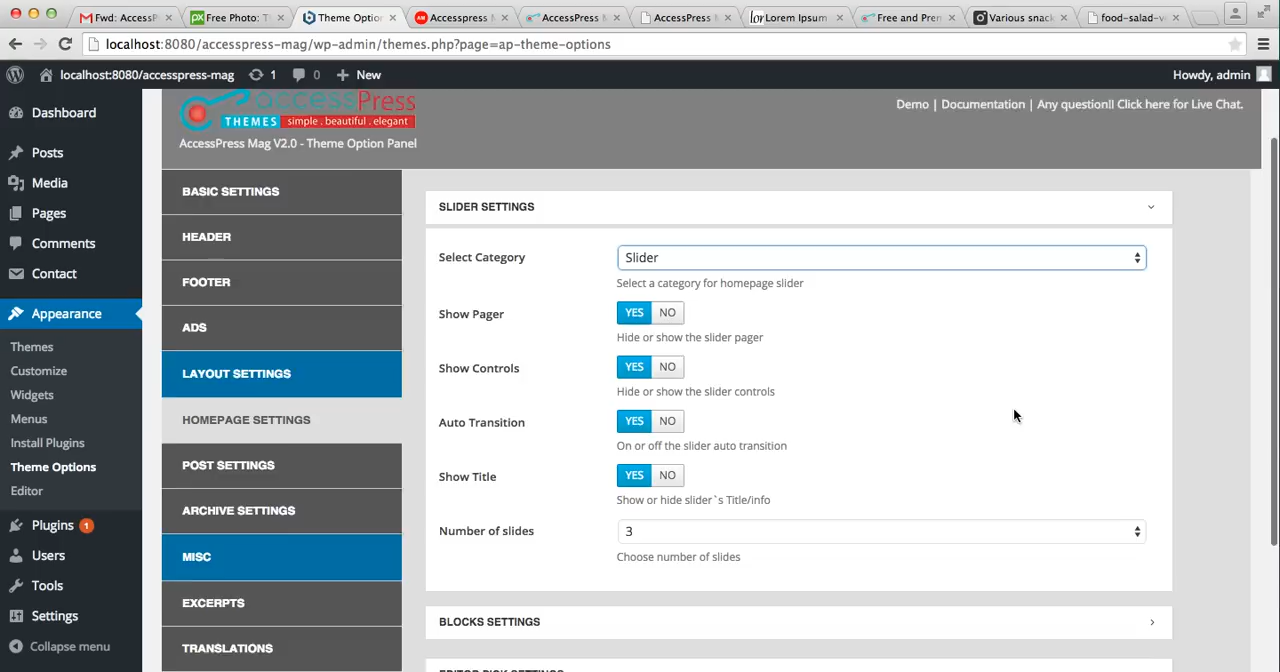 Fwd: AccessP
Free Photo: T
Theme Option
Accesspress M
AccessPress M
AccessPress M
Lorem Ipsum
Free and Prem
Various snack
food-salad-v
localhost:8080/accesspress-mag/wp-admin/themes.php?page=ap-theme-options
localhost:8080/accesspress-mag 1 0 New Howdy, admin
accessPress
THEMES simple . beautiful . elegant
AccessPress Mag V2.0 - Theme Option Panel
Demo | Documentation | Any question!! Click here for Live Chat.
Dashboard
Posts
Media
Pages
Comments
Contact
Appearance
Themes
Customize
Widgets
Menus
Install Plugins
Theme Options
Editor
Plugins 1
Users
Tools
Settings
Collapse menu
BASIC SETTINGS
HEADER
FOOTER
ADS
LAYOUT SETTINGS
HOMEPAGE SETTINGS
POST SETTINGS
ARCHIVE SETTINGS
MISC
EXCERPTS
TRANSLATIONS
SLIDER SETTINGS
Select Category Slider
Select a category for homepage slider
Show Pager YES NO
Hide or show the slider pager
Show Controls YES NO
Hide or show the slider controls
Auto Transition YES NO
On or off the slider auto transition
Show Title YES NO
Show or hide slider`s Title/info
Number of slides 3
Choose number of slides
BLOCKS SETTINGS
EDITOR PICK SETTINGS